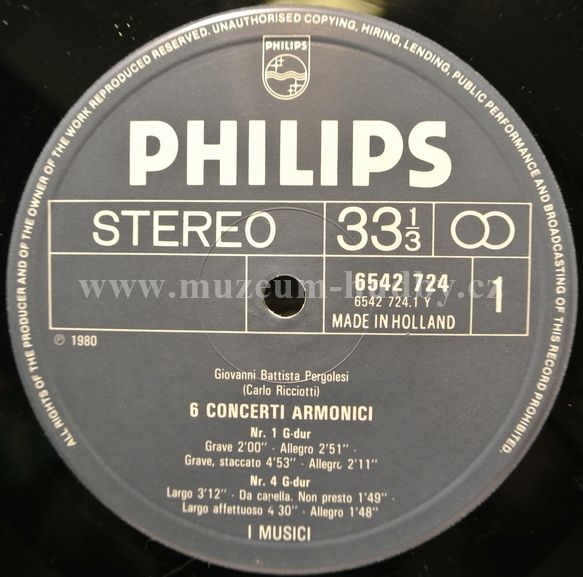 ALL RIGHTS OF THE PRODUCER AND OF THE OWNER OF THE WORK REPRODUCED RESERVED. UNAUTHORISED COPYING, HIRING, LENDING, PUBLIC PERFORMANCE AND BROADCASTING OF THIS RECORD PROHIBITED.
PHILIPS
PHILIPS
STEREO
33 1/3
6542 724
6542 724.1 Y
MADE IN HOLLAND
1
www.muzeum-hudby.cz
℗ 1980
Giovanni Battista Pergolesi
(Carlo Ricciotti)
6 CONCERTI ARMONICI
Nr. 1 G-dur
Grave 2'00" · Allegro 2'51" ·
Grave, staccato 4'53" · Allegro 2'11"
Nr. 4 G-dur
Largo 3'12" · Da capella. Non presto 1'49" ·
Largo affettuoso 4'30" · Allegro 1'48"
I MUSICI